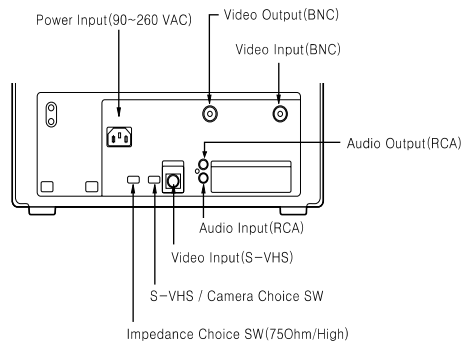 Video Output(BNC)
Power Input(90~260 VAC)
Video Input(BNC)
Audio Output(RCA)
Audio Input(RCA)
Video Input(S-VHS)
S-VHS / Camera Choice SW
Impedance Choice SW(75Ohm/High)